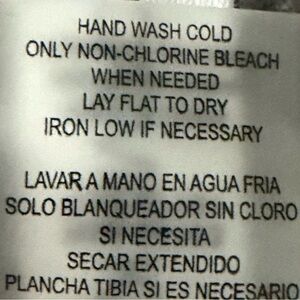 HAND WASH COLD
ONLY NON-CHLORINE BLEACH
WHEN NEEDED
LAY FLAT TO DRY
IRON LOW IF NECESSARY
LAVAR A MANO EN AGUA FRIA
SOLO BLANQUEADOR SIN CLORO
SI NECESITA
SECAR EXTENDIDO
PLANCHA TIBIA SI ES NECESARIO